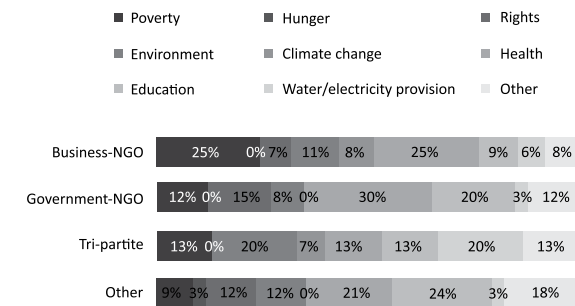 Poverty Hunger Rights
Environment Climate change Health
Education Water/electricity provision Other
Business-NGO 25% 0% 7% 11% 8% 25% 9% 6% 8%
Government-NGO 12% 0% 15% 8% 0% 30% 20% 3% 12%
Tri-partite 13% 0% 20% 7% 13% 13% 20% 13%
Other 9% 3% 12% 12% 0% 21% 24% 3% 18%